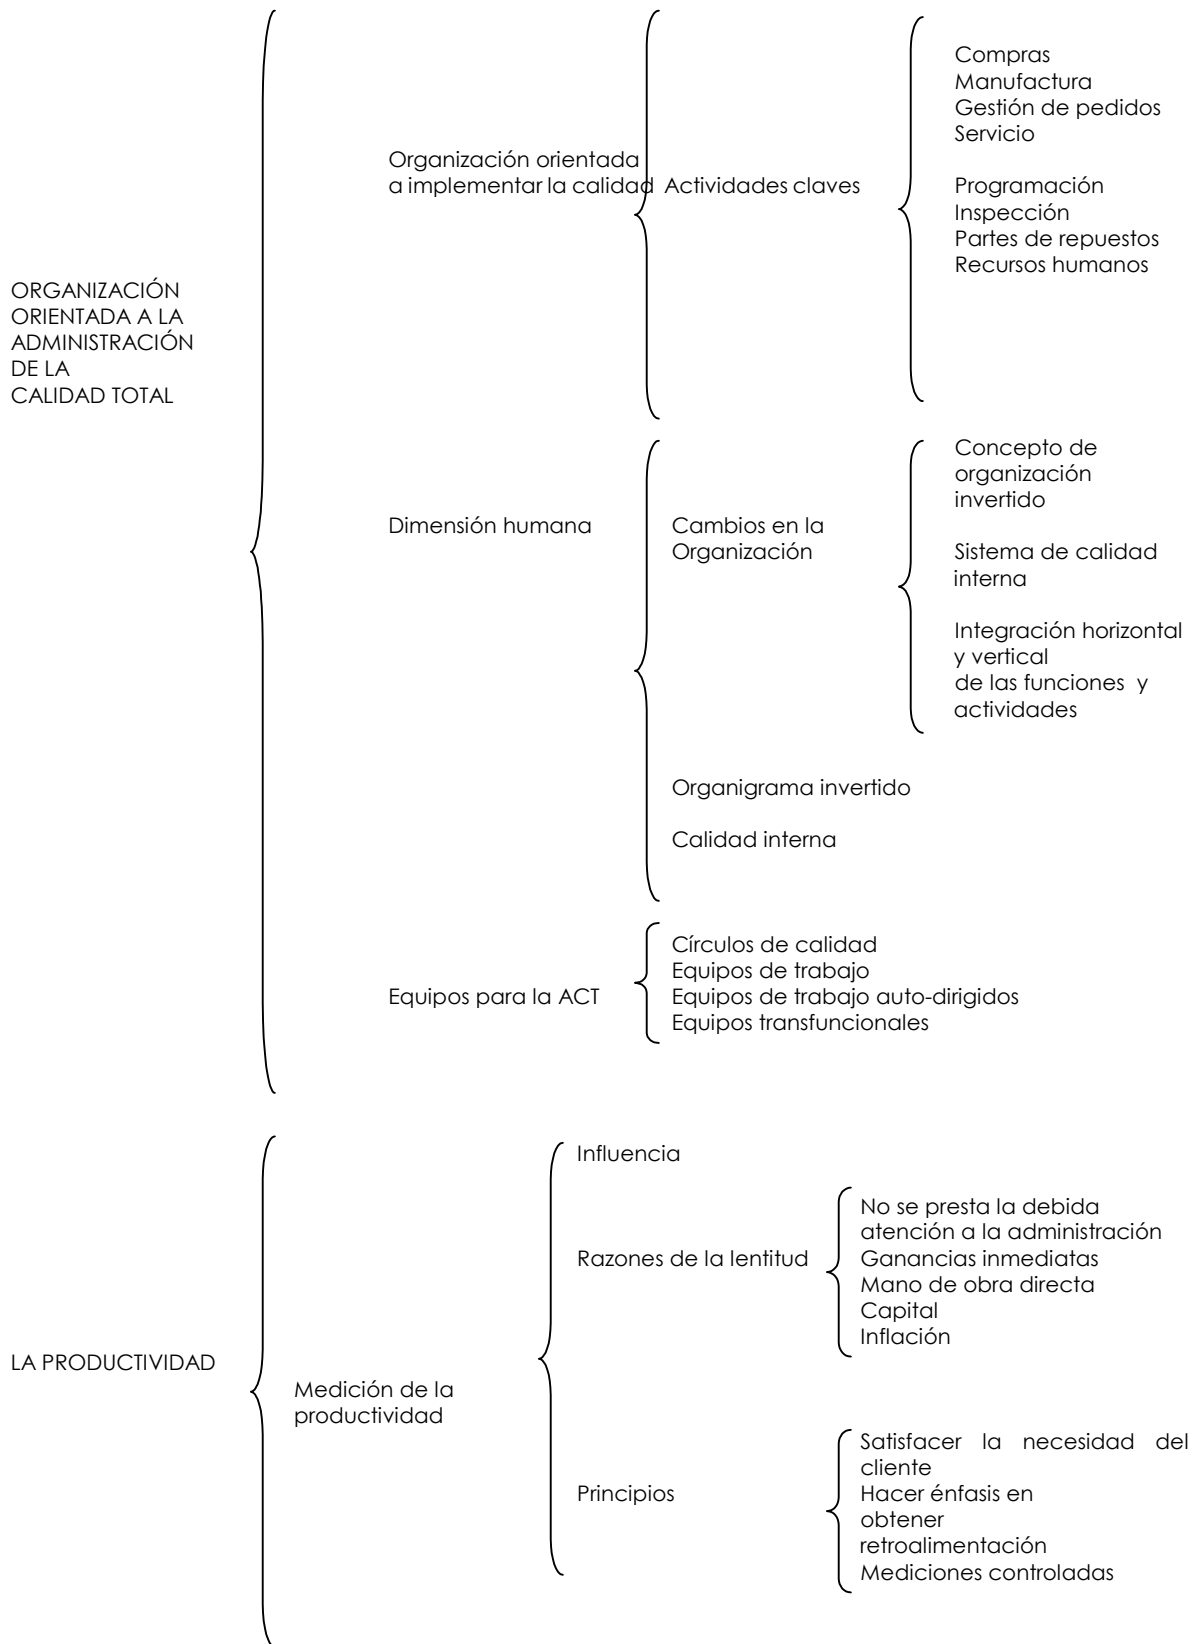 ORGANIZACIÓN
ORIENTADA A LA
ADMINISTRACIÓN
DE LA
CALIDAD TOTAL
Organización orientada
a implementar la calidad
Actividades claves
Compras
Manufactura
Gestión de pedidos
Servicio
Programación
Inspección
Partes de repuestos
Recursos humanos
Dimensión humana
Cambios en la
Organización
Concepto de
organización
invertido
Sistema de calidad
interna
Integración horizontal
y vertical
de las funciones y
actividades
Organigrama invertido
Calidad interna
Equipos para la ACT
Círculos de calidad
Equipos de trabajo
Equipos de trabajo auto-dirigidos
Equipos transfuncionales
LA PRODUCTIVIDAD
Medición de la
productividad
Influencia
Razones de la lentitud
No se presta la debida
atención a la administración
Ganancias inmediatas
Mano de obra directa
Capital
Inflación
Principios
Satisfacer la necesidad del
cliente
Hacer énfasis en
obtener
retroalimentación
Mediciones controladas